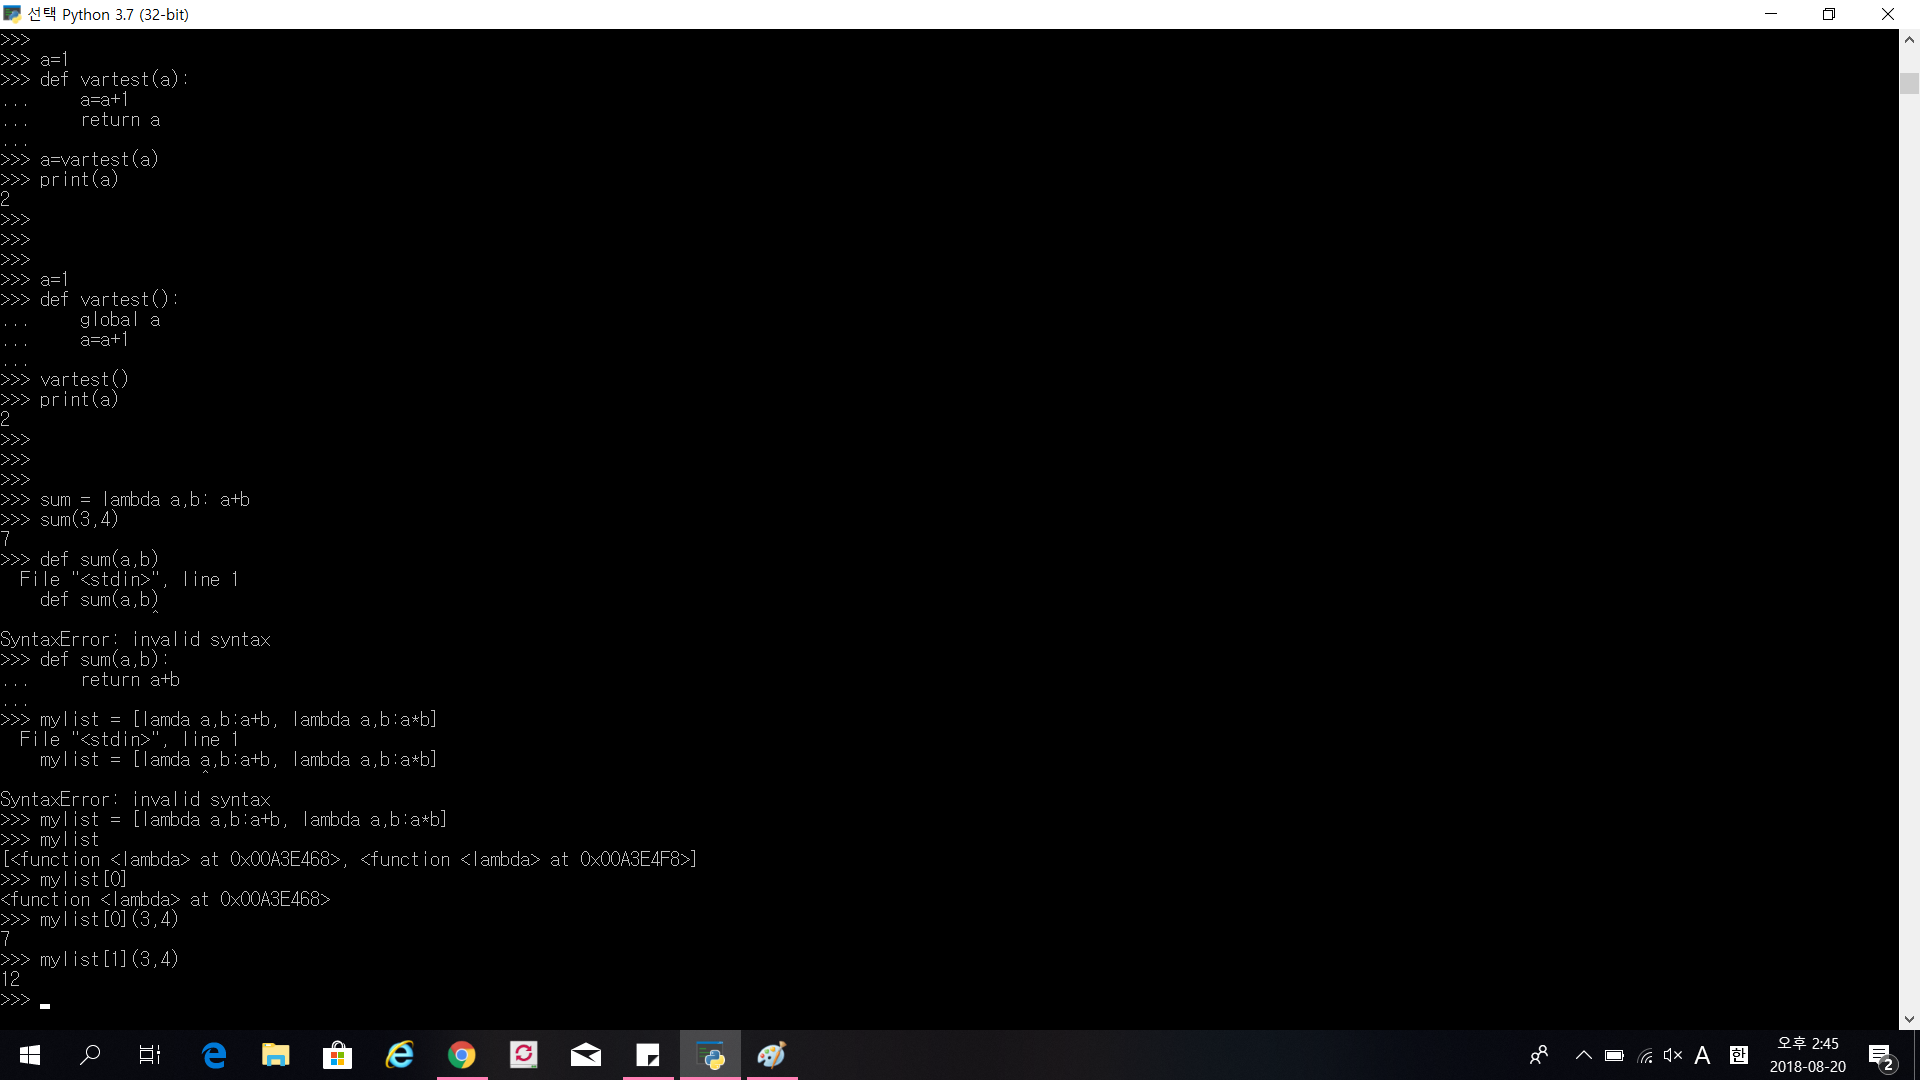 선택 Python 3.7 (32-bit)
>>>
>>> a=1
>>> def vartest(a):
...     a=a+1
...     return a
...
>>> a=vartest(a)
>>> print(a)
2
>>>
>>>
>>>
>>> a=1
>>> def vartest():
...     global a
...     a=a+1
...
>>> vartest()
>>> print(a)
2
>>>
>>>
>>>
>>> sum = lambda a,b: a+b
>>> sum(3,4)
7
>>> def sum(a,b)
  File "<stdin>", line 1
    def sum(a,b)
               ^
SyntaxError: invalid syntax
>>> def sum(a,b):
...     return a+b
...
>>> mylist = [lamda a,b:a+b, lambda a,b:a*b]
  File "<stdin>", line 1
    mylist = [lamda a,b:a+b, lambda a,b:a*b]
                    ^
SyntaxError: invalid syntax
>>> mylist = [lambda a,b:a+b, lambda a,b:a*b]
>>> mylist
[<function <lambda> at 0x00A3E468>, <function <lambda> at 0x00A3E4F8>]
>>> mylist[0]
<function <lambda> at 0x00A3E468>
>>> mylist[0](3,4)
7
>>> mylist[1](3,4)
12
>>>
A 한 오후 2:45
2018-08-20 2